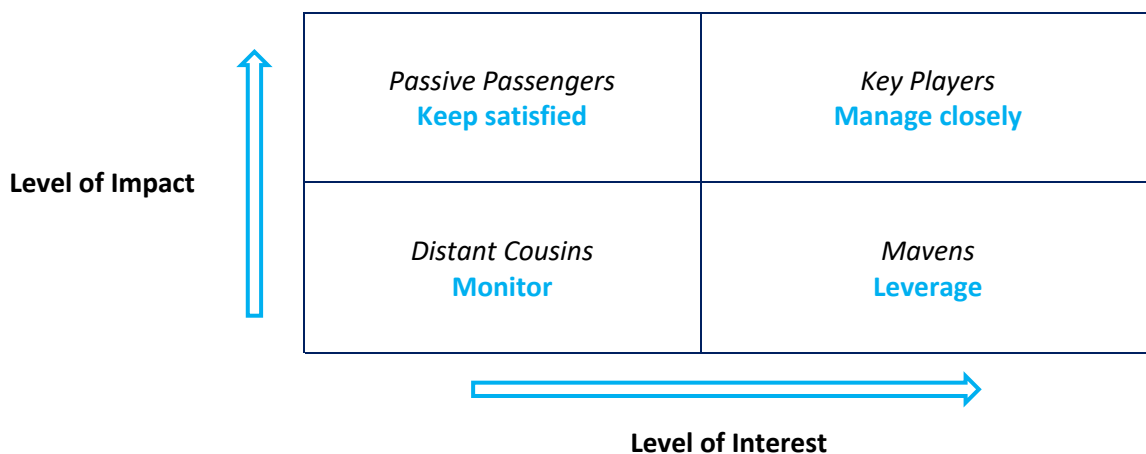 Passive Passengers
Keep satisfied
Key Players
Manage closely
Level of Impact
Distant Cousins
Monitor
Mavens
Leverage
Level of Interest